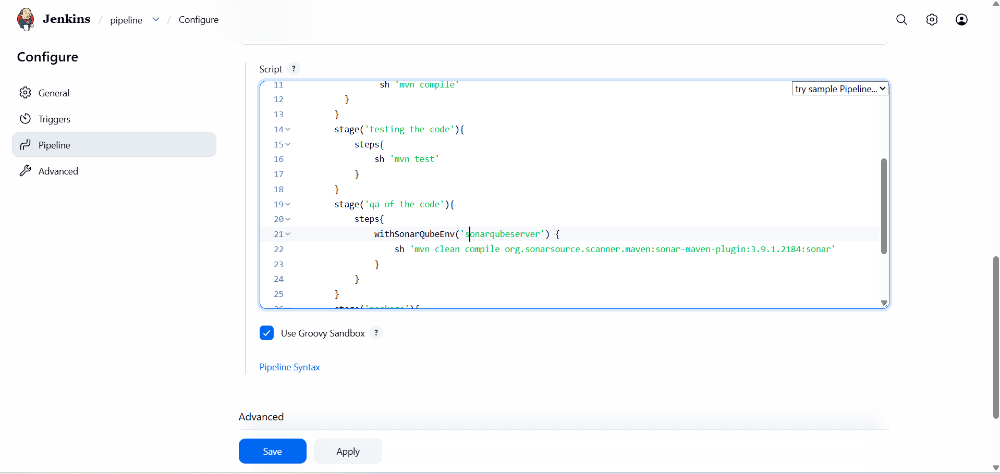 Jenkins / pipeline / Configure
Configure
General
Triggers
Pipeline
Advanced
Script ?
try sample Pipeline...
11 sh 'mvn compile'
12 }
13 }
14 stage('testing the code'){
15 steps{
16 sh 'mvn test'
17 }
18 }
19 stage('qa of the code'){
20 steps{
21 withSonarQubeEnv('sonarqubeserver') {
22 sh 'mvn clean compile org.sonarsource.scanner.maven:sonar-maven-plugin:3.9.1.2184:sonar'
23 }
24 }
25 }
26 stage('package'){
Use Groovy Sandbox ?
Pipeline Syntax
Advanced
Save Apply